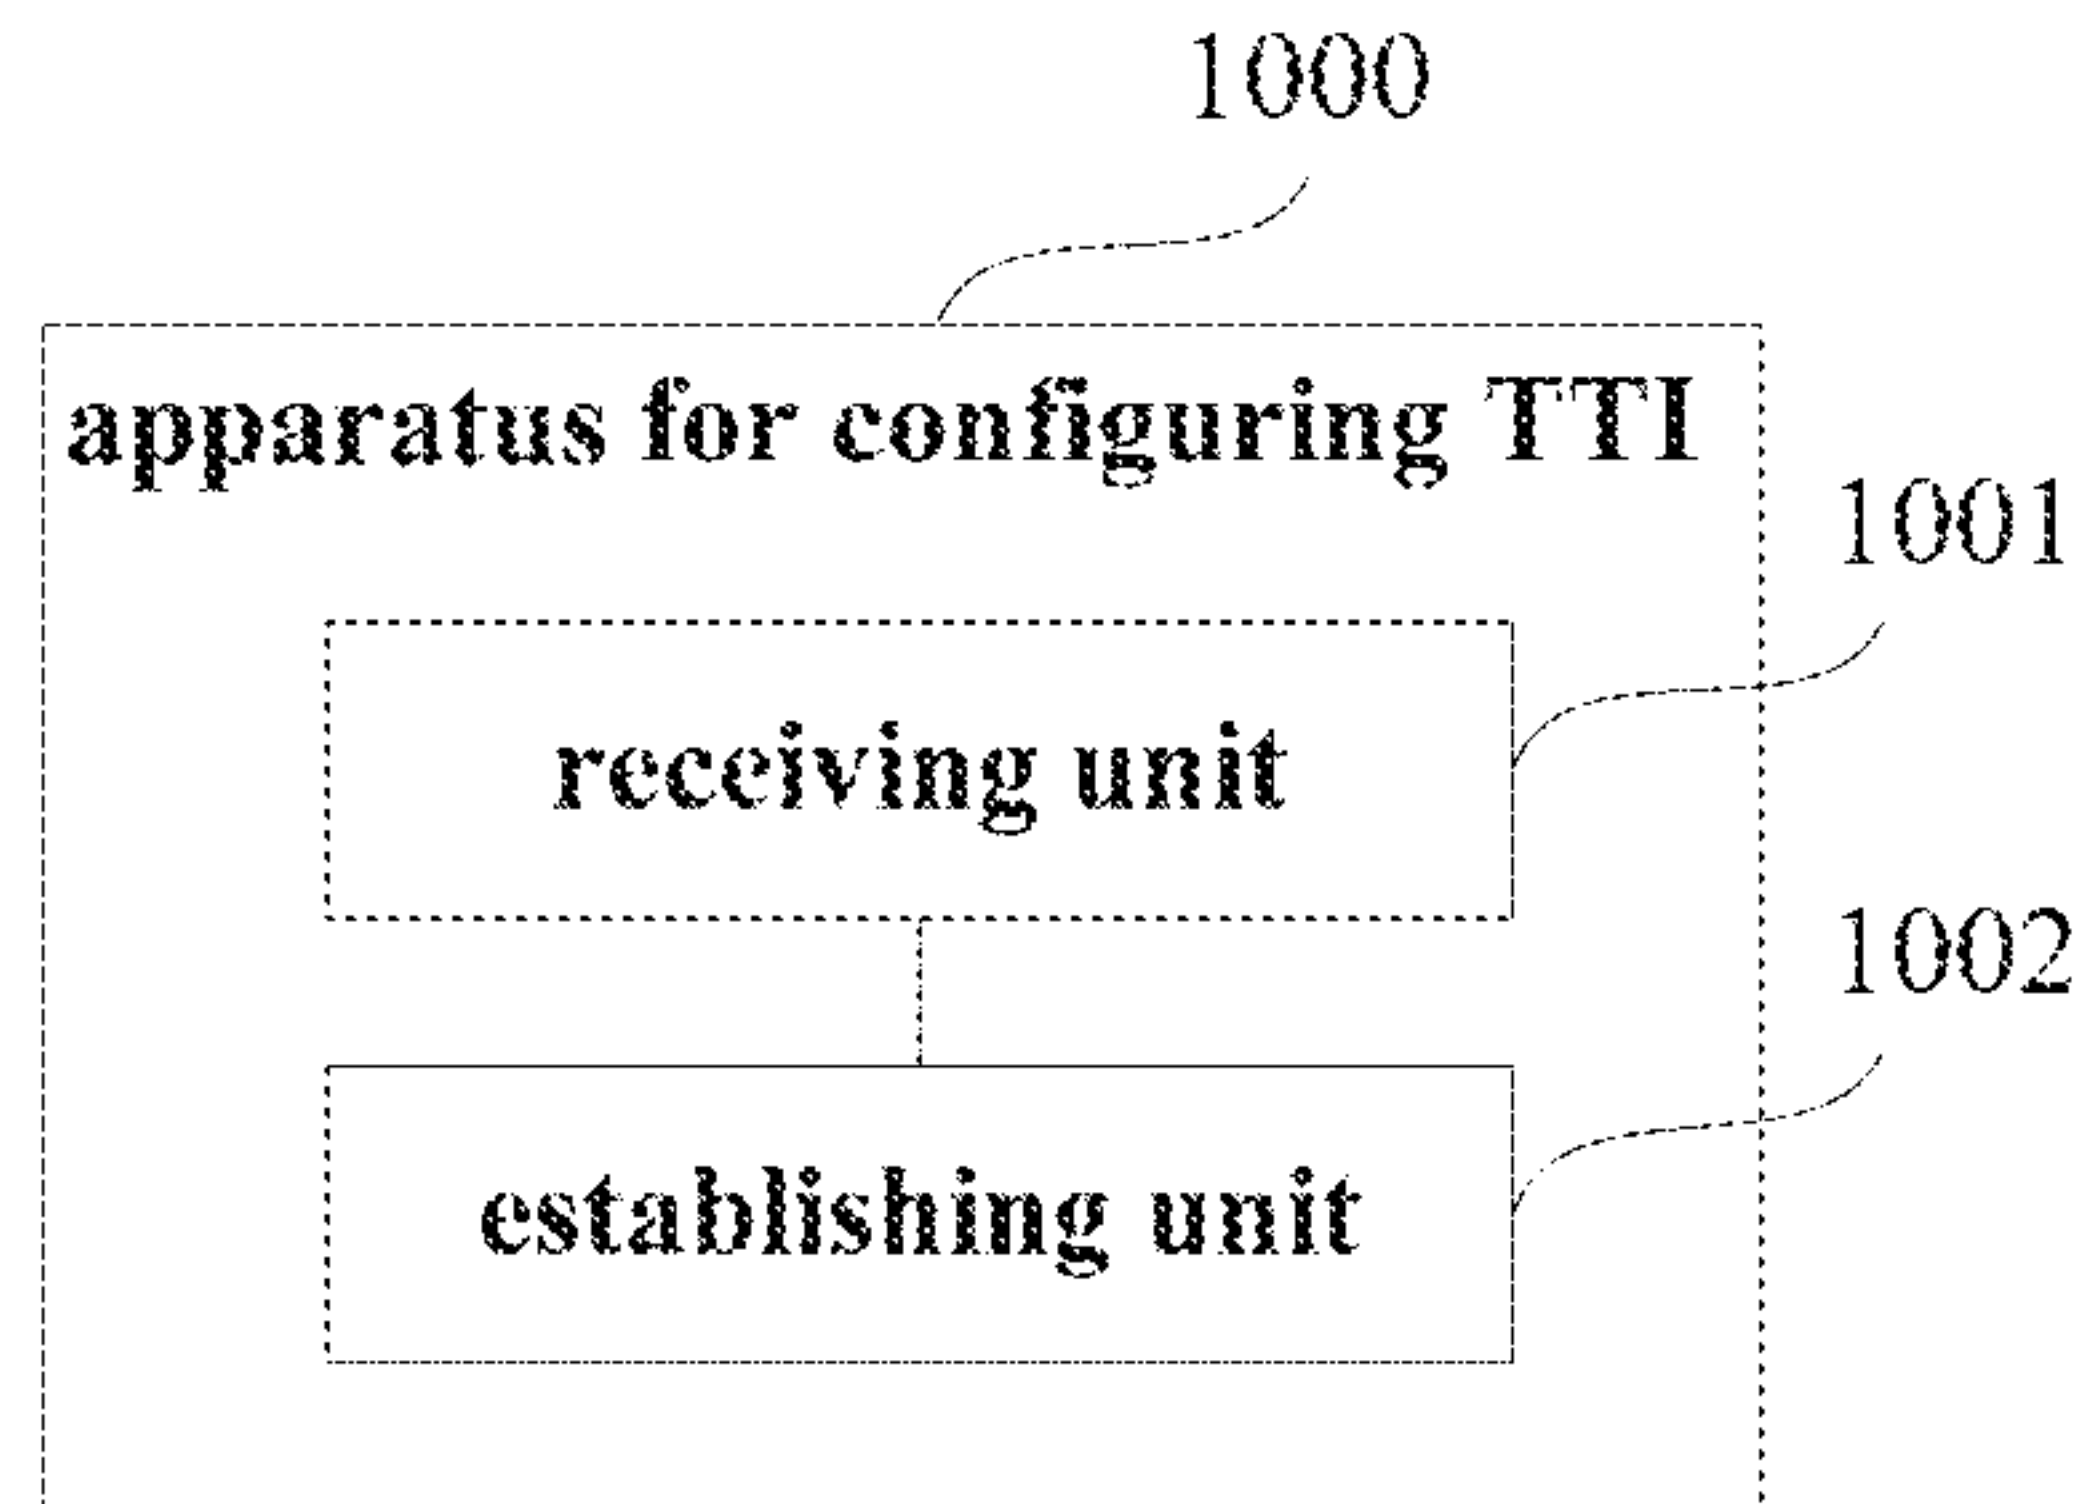 1000
apparatus for configuring TTI
1001
receiving unit
1002
establishing unit